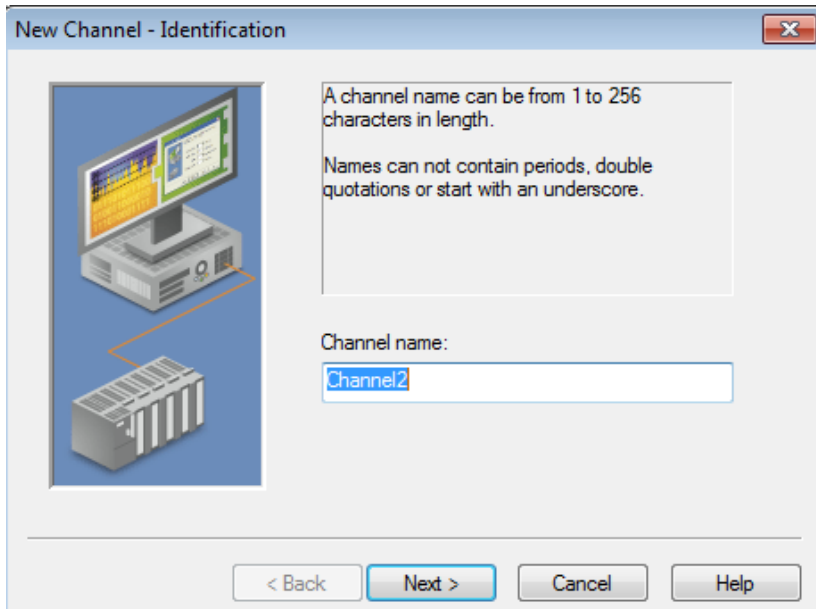 New Channel - Identification
A channel name can be from 1 to 256
characters in length.
Names can not contain periods, double
quotations or start with an underscore.
Channel name:
Channel2
< Back Next > Cancel Help